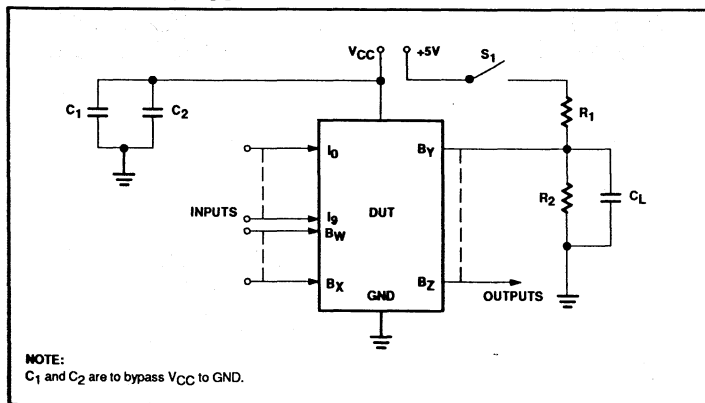 VCC +5V S1
C1 C2 R1
I0 BY
R2 CL
INPUTS I9 DUT
BW
BX GND BZ OUTPUTS
NOTE:
C1 and C2 are to bypass VCC to GND.